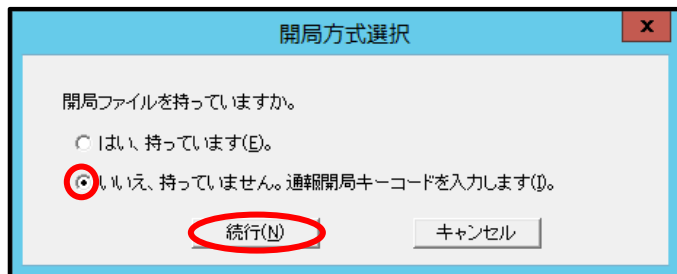 開局方式選択
x
開局ファイルを持っていますか。
はい、持っています(E)。
いいえ、持っていません。通報開局キーコードを入力します(I)。
続行(N)
キャンセル